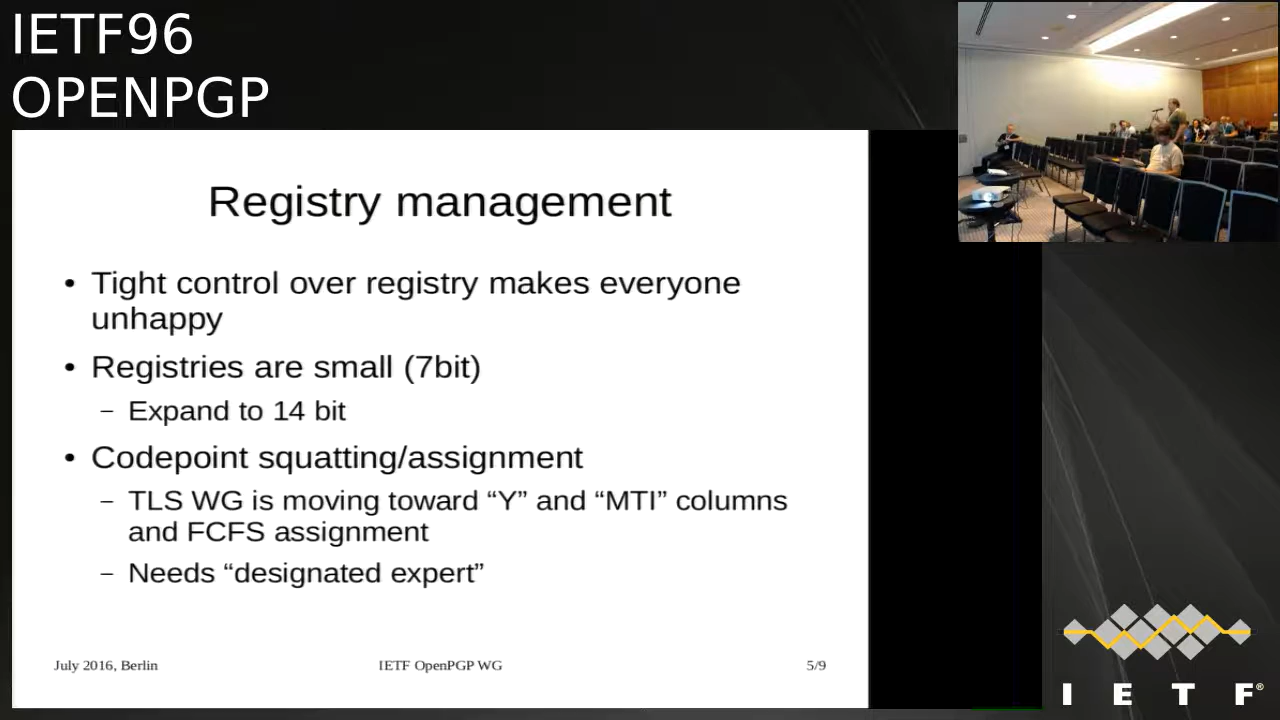 IETF96
OPENPGP
Registry management
• Tight control over registry makes everyone
unhappy
• Registries are small (7bit)
– Expand to 14 bit
• Codepoint squatting/assignment
– TLS WG is moving toward “Y” and “MTI” columns
and FCFS assignment
– Needs “designated expert”
July 2016, Berlin
IETF OpenPGP WG
5/9
I E T F®